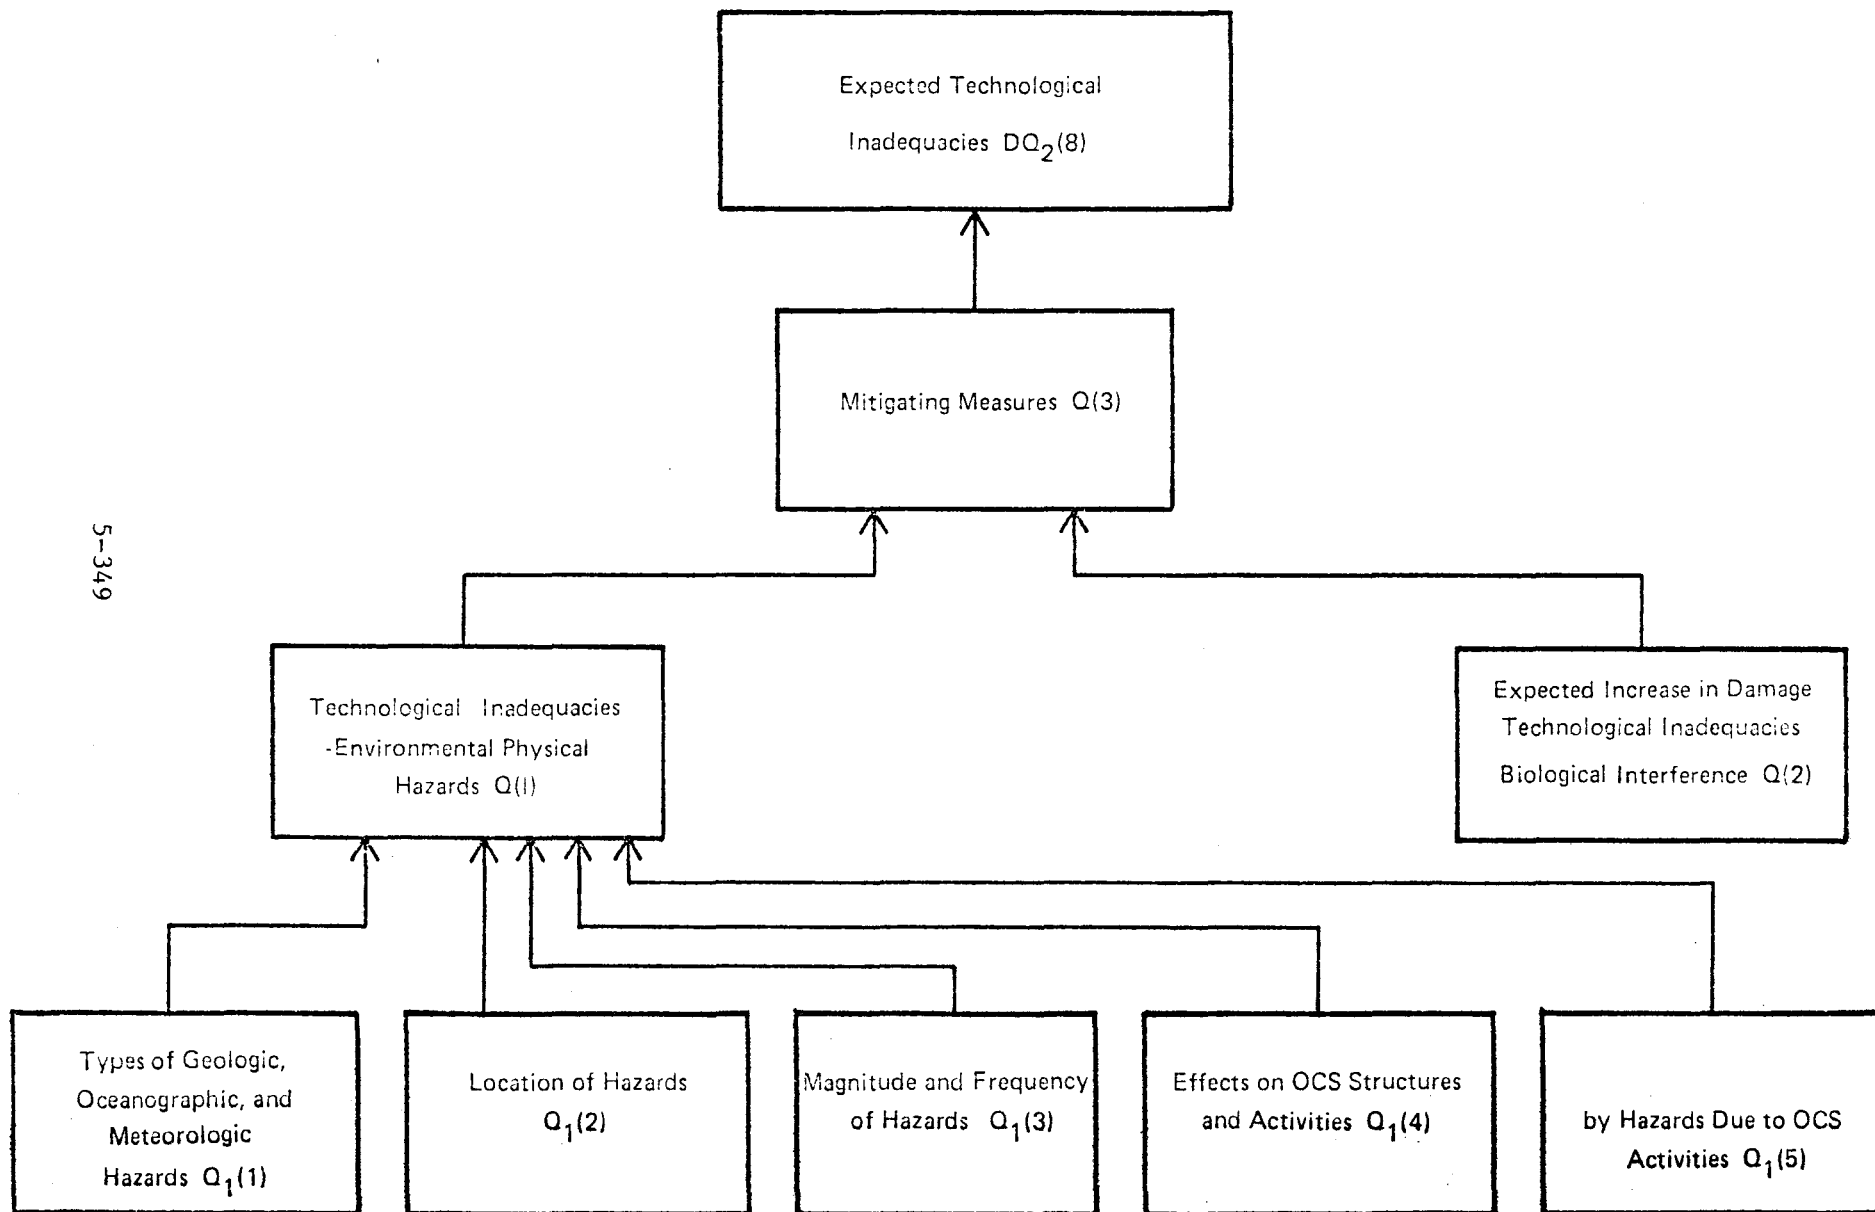 Expected Technological
Inadequacies DQ₂(8)
Mitigating Measures Q(3)
5-349
Technological Inadequacies
-Environmental Physical
Hazards Q(I)
Expected Increase in Damage
Technological Inadequacies
Biological Interference Q(2)
Types of Geologic,
Oceanographic, and
Meteorologic
Hazards Q₁(1)
Location of Hazards
Q₁(2)
Magnitude and Frequency
of Hazards Q₁(3)
Effects on OCS Structures
and Activities Q₁(4)
by Hazards Due to OCS
Activities Q₁(5)